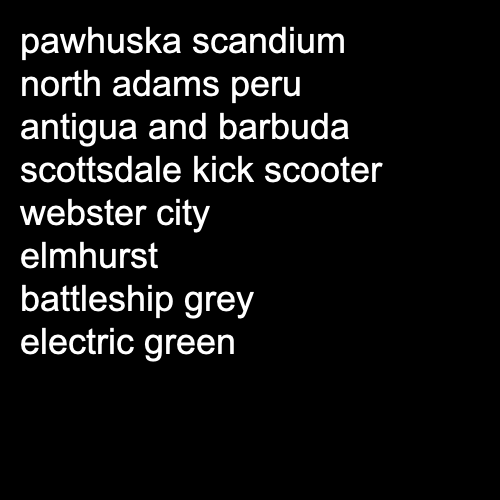 pawhuska scandium
north adams peru
antigua and barbuda
scottsdale kick scooter
webster city
elmhurst
battleship grey
electric green